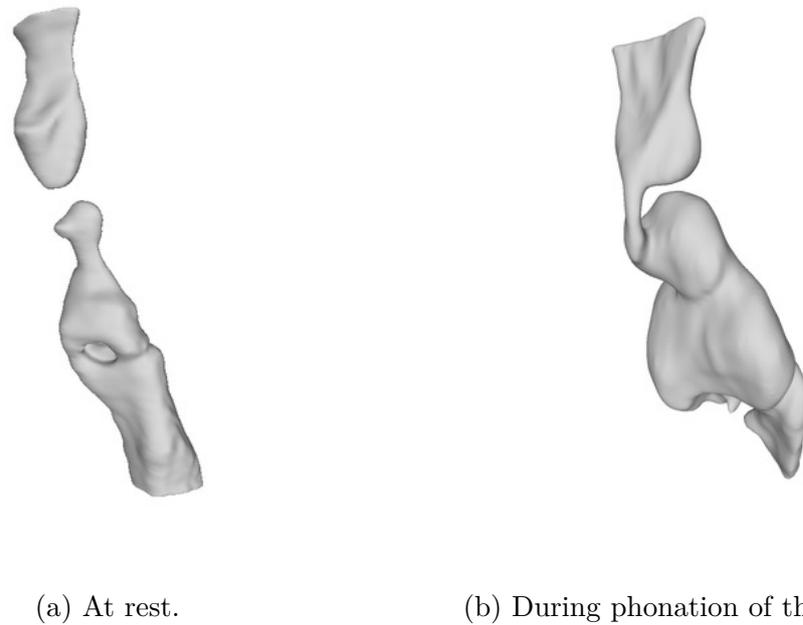 (a) At rest.
(b) During phonation of th